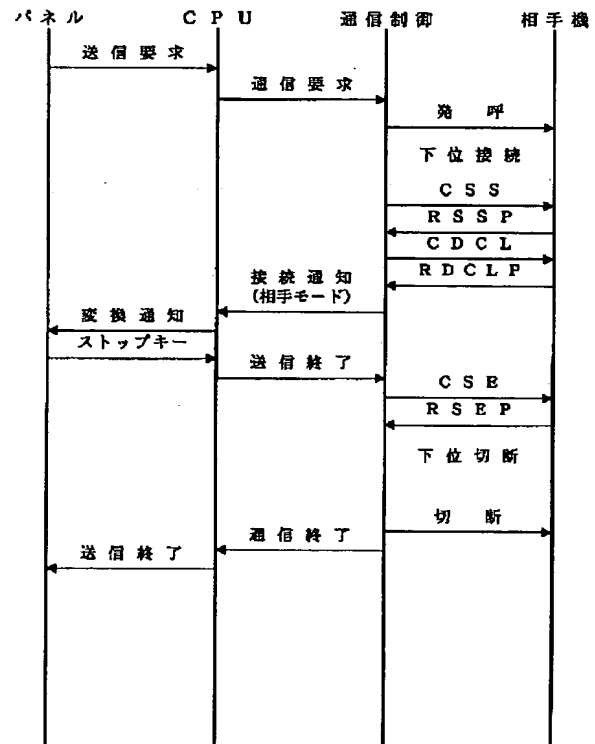 パネル CPU 通信制御 相手機
送信要求
通信要求
発呼
下位接続
CSS
RSSP
CDCL
RDCLP
接続通知
(相手モード)
変換通知
ストップキー
送信終了
CSE
RSEP
下位切断
切断
通信終了
送信終了